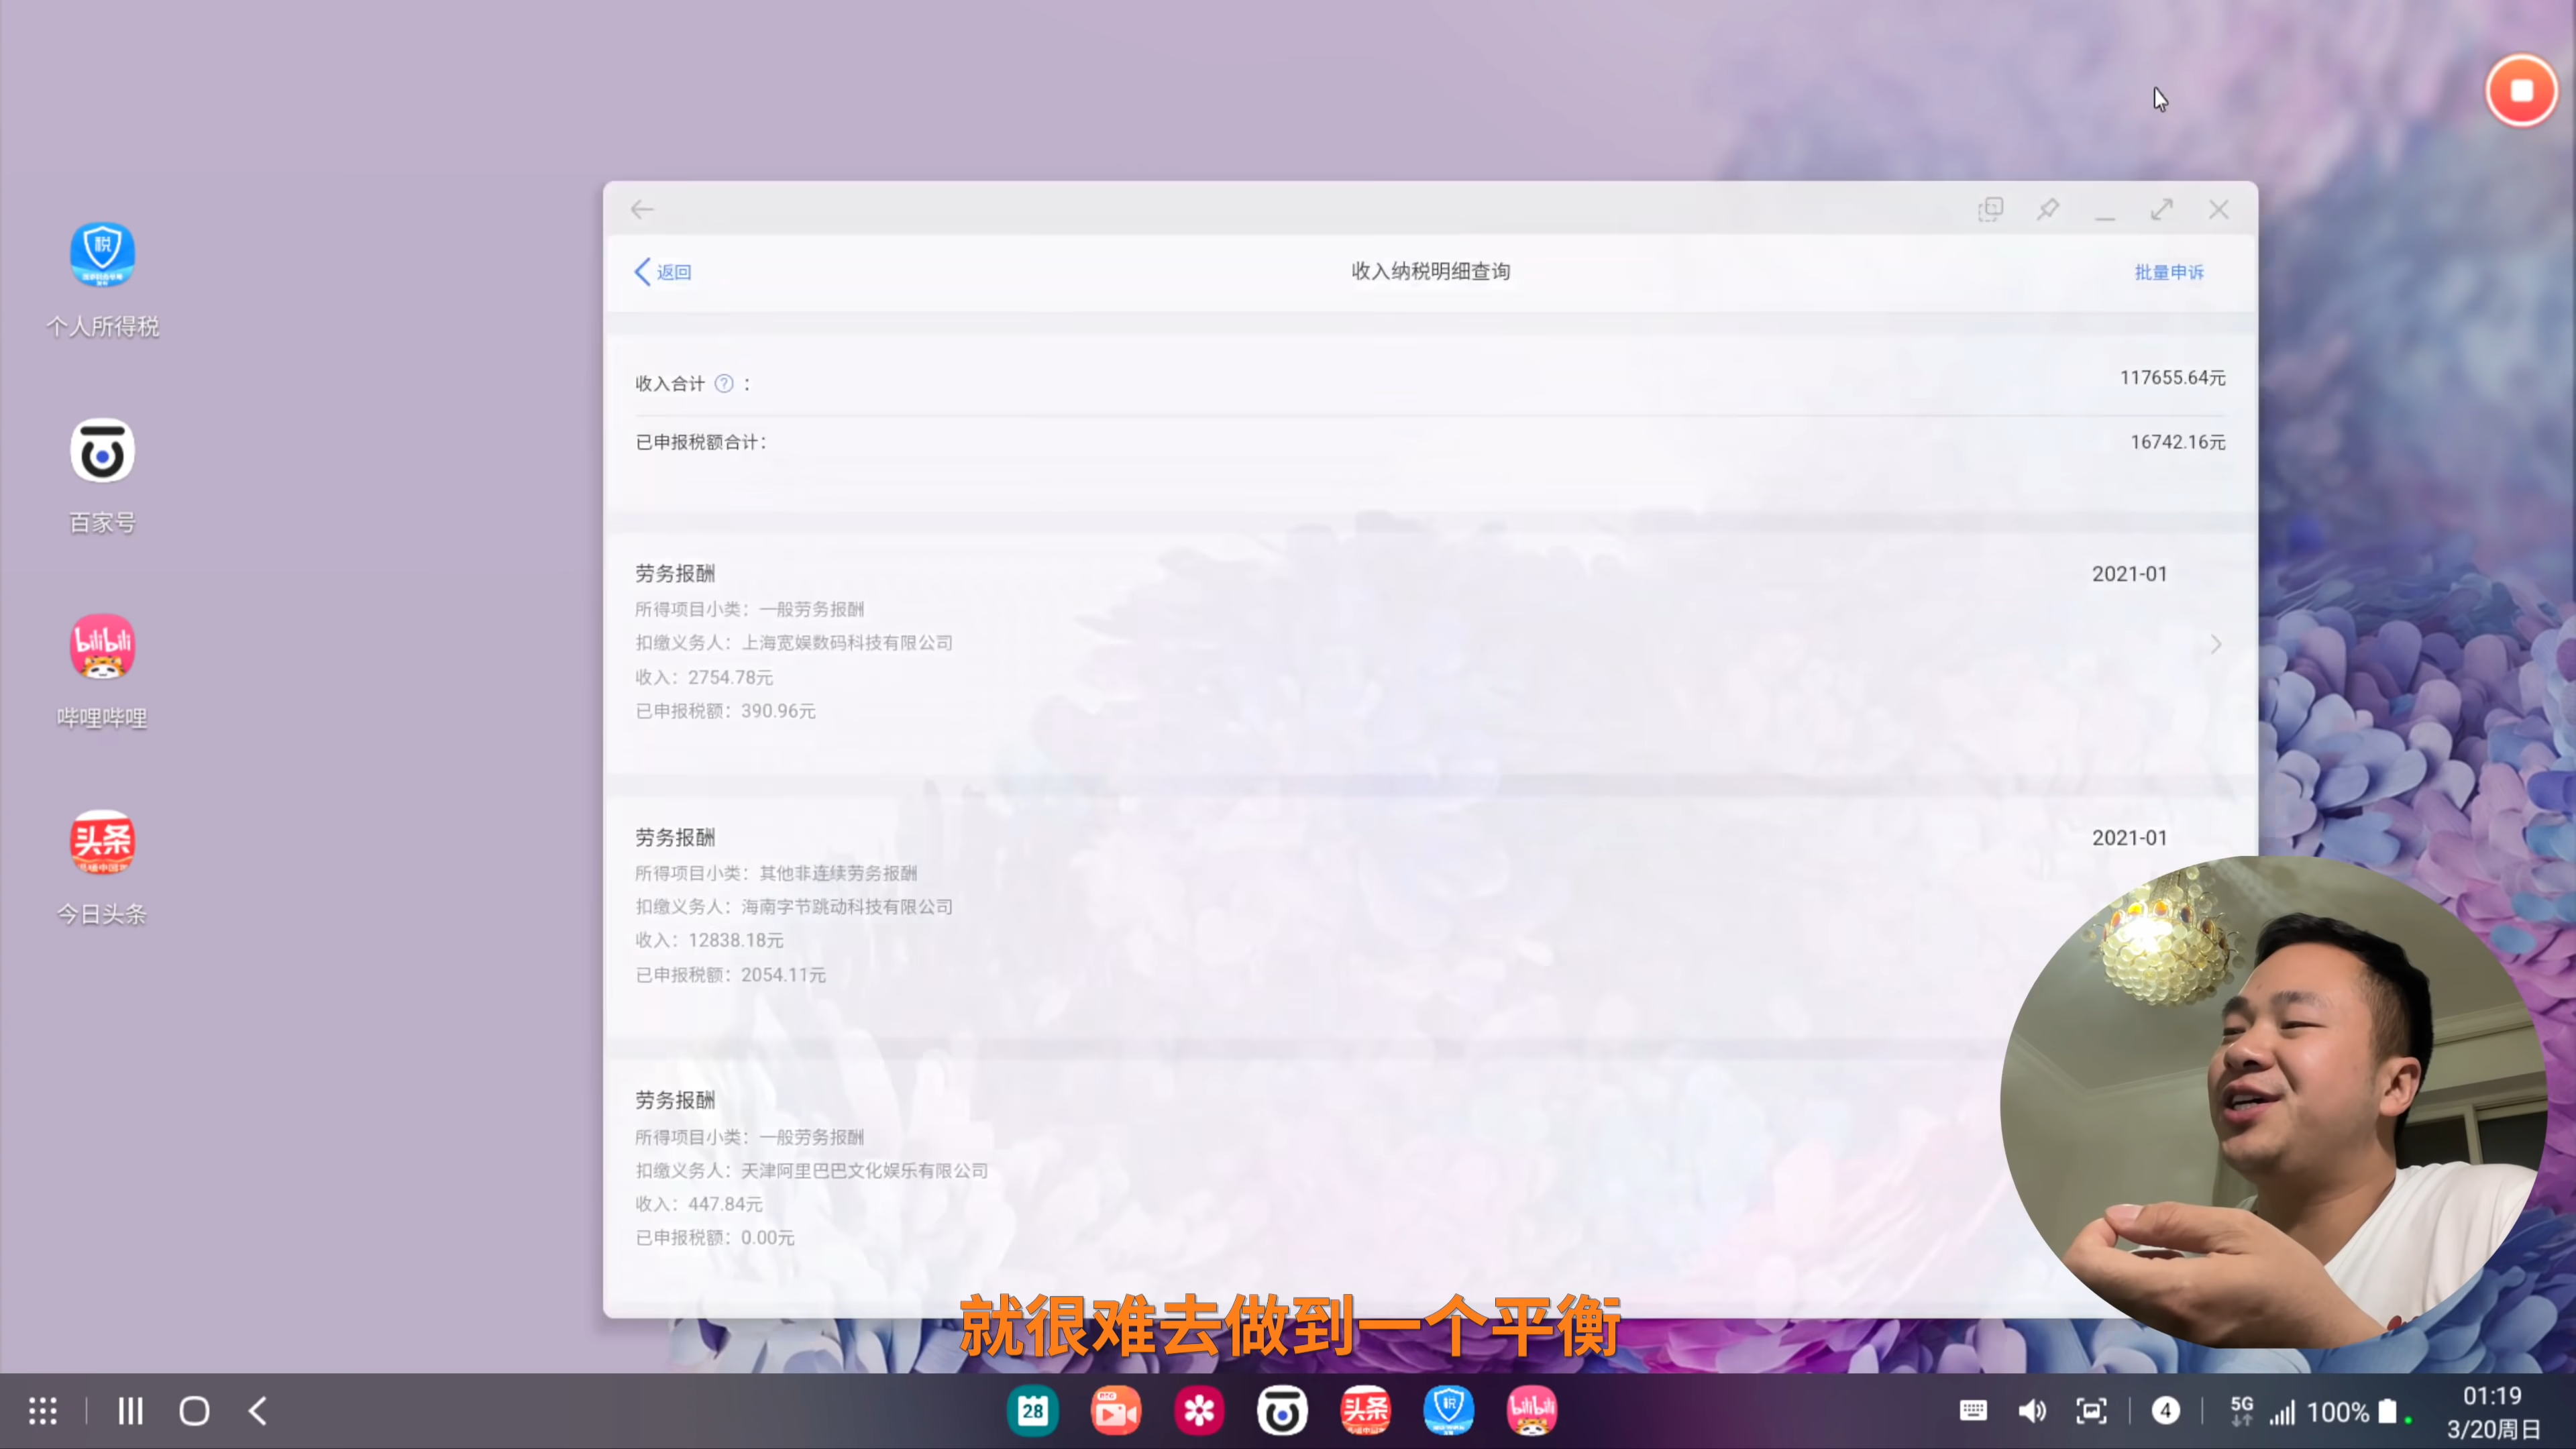 税
个人所得税
百家号
bilibili
哔哩哔哩
头条
今日头条
返回
收入纳税明细查询
批量申诉
收入合计 ? ：
117655.64元
已申报税额合计：
16742.16元
劳务报酬
2021-01
所得项目小类：一般劳务报酬
扣缴义务人：上海宽娱数码科技有限公司
收入：2754.78元
已申报税额：390.96元
劳务报酬
2021-01
所得项目小类：其他非连续劳务报酬
扣缴义务人：海南字节跳动科技有限公司
收入：12838.18元
已申报税额：2054.11元
劳务报酬
所得项目小类：一般劳务报酬
扣缴义务人：天津阿里巴巴文化娱乐有限公司
收入：447.84元
已申报税额：0.00元
就很难去做到一个平衡
28
REC
头条
税
bilibili
4
5G
100%
01:19
3/20周日